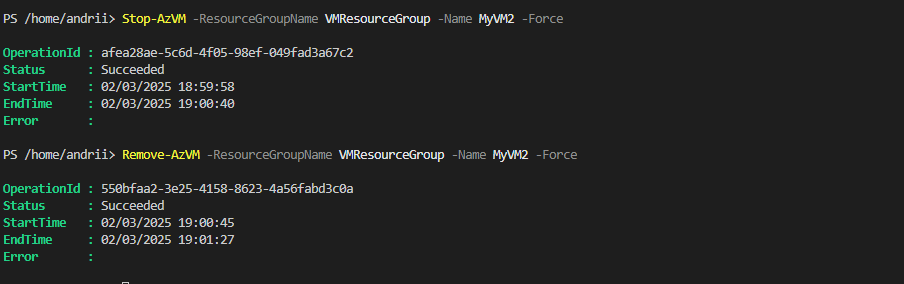 PS /home/andrii> Stop-AzVM -ResourceGroupName VMResourceGroup -Name MyVM2 -Force
OperationId : afea28ae-5c6d-4f05-98ef-049fad3a67c2
Status      : Succeeded
StartTime   : 02/03/2025 18:59:58
EndTime     : 02/03/2025 19:00:40
Error       :
PS /home/andrii> Remove-AzVM -ResourceGroupName VMResourceGroup -Name MyVM2 -Force
OperationId : 550bfaa2-3e25-4158-8623-4a56fabd3c0a
Status      : Succeeded
StartTime   : 02/03/2025 19:00:45
EndTime     : 02/03/2025 19:01:27
Error       :